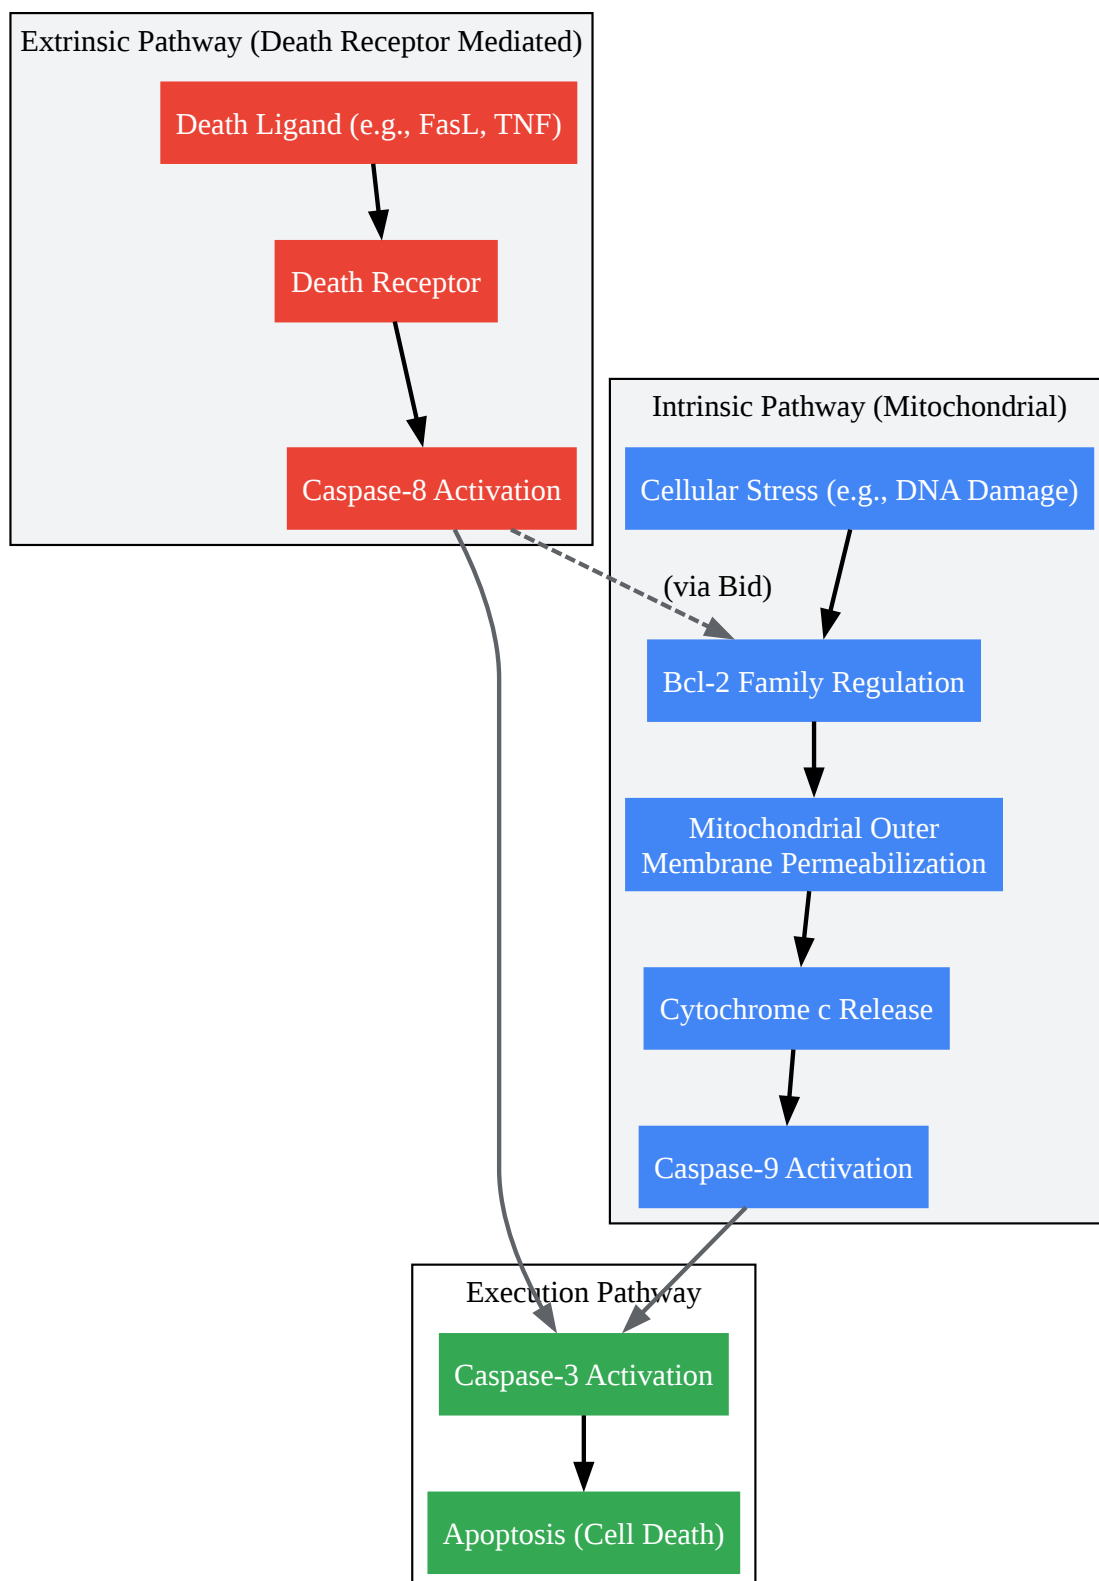 Extrinsic Pathway (Death Receptor Mediated)
Death Ligand (e.g., FasL, TNF)
Death Receptor
Caspase-8 Activation
Intrinsic Pathway (Mitochondrial)
Cellular Stress (e.g., DNA Damage)
(via Bid)
Bcl-2 Family Regulation
Mitochondrial Outer
Membrane Permeabilization
Cytochrome c Release
Caspase-9 Activation
Execution Pathway
Caspase-3 Activation
Apoptosis (Cell Death)